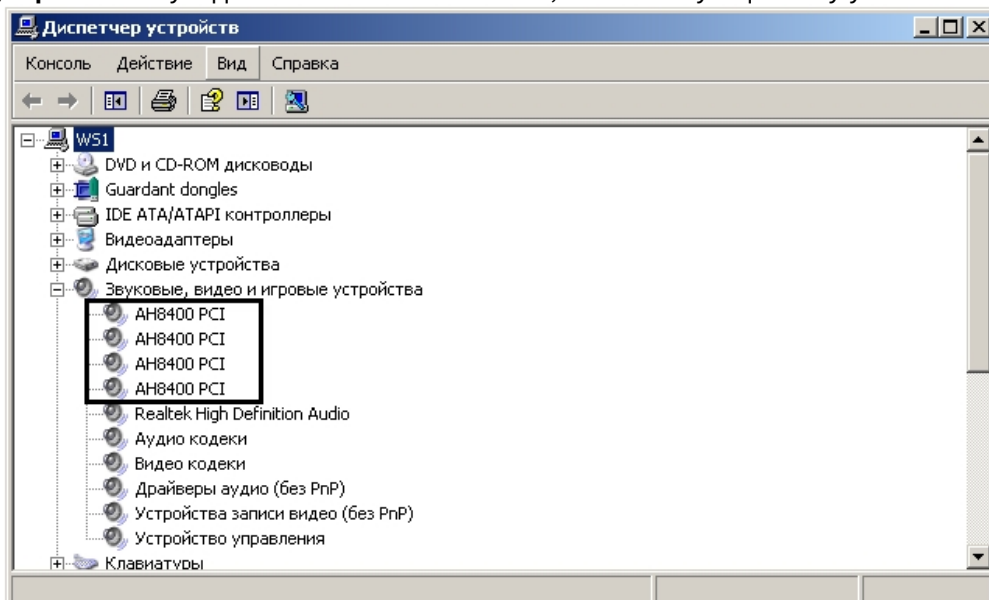 Диспетчер устройств
Консоль Действие Вид Справка
WS1
DVD и CD-ROM дисководы
Guardant dongles
IDE ATA/ATAPI контроллеры
Видеоадаптеры
Дисковые устройства
Звуковые, видео и игровые устройства
AH8400 PCI
AH8400 PCI
AH8400 PCI
AH8400 PCI
Realtek High Definition Audio
Аудио кодеки
Видео кодеки
Драйверы аудио (без PnP)
Устройства записи видео (без PnP)
Устройство управления
Клавиатуры